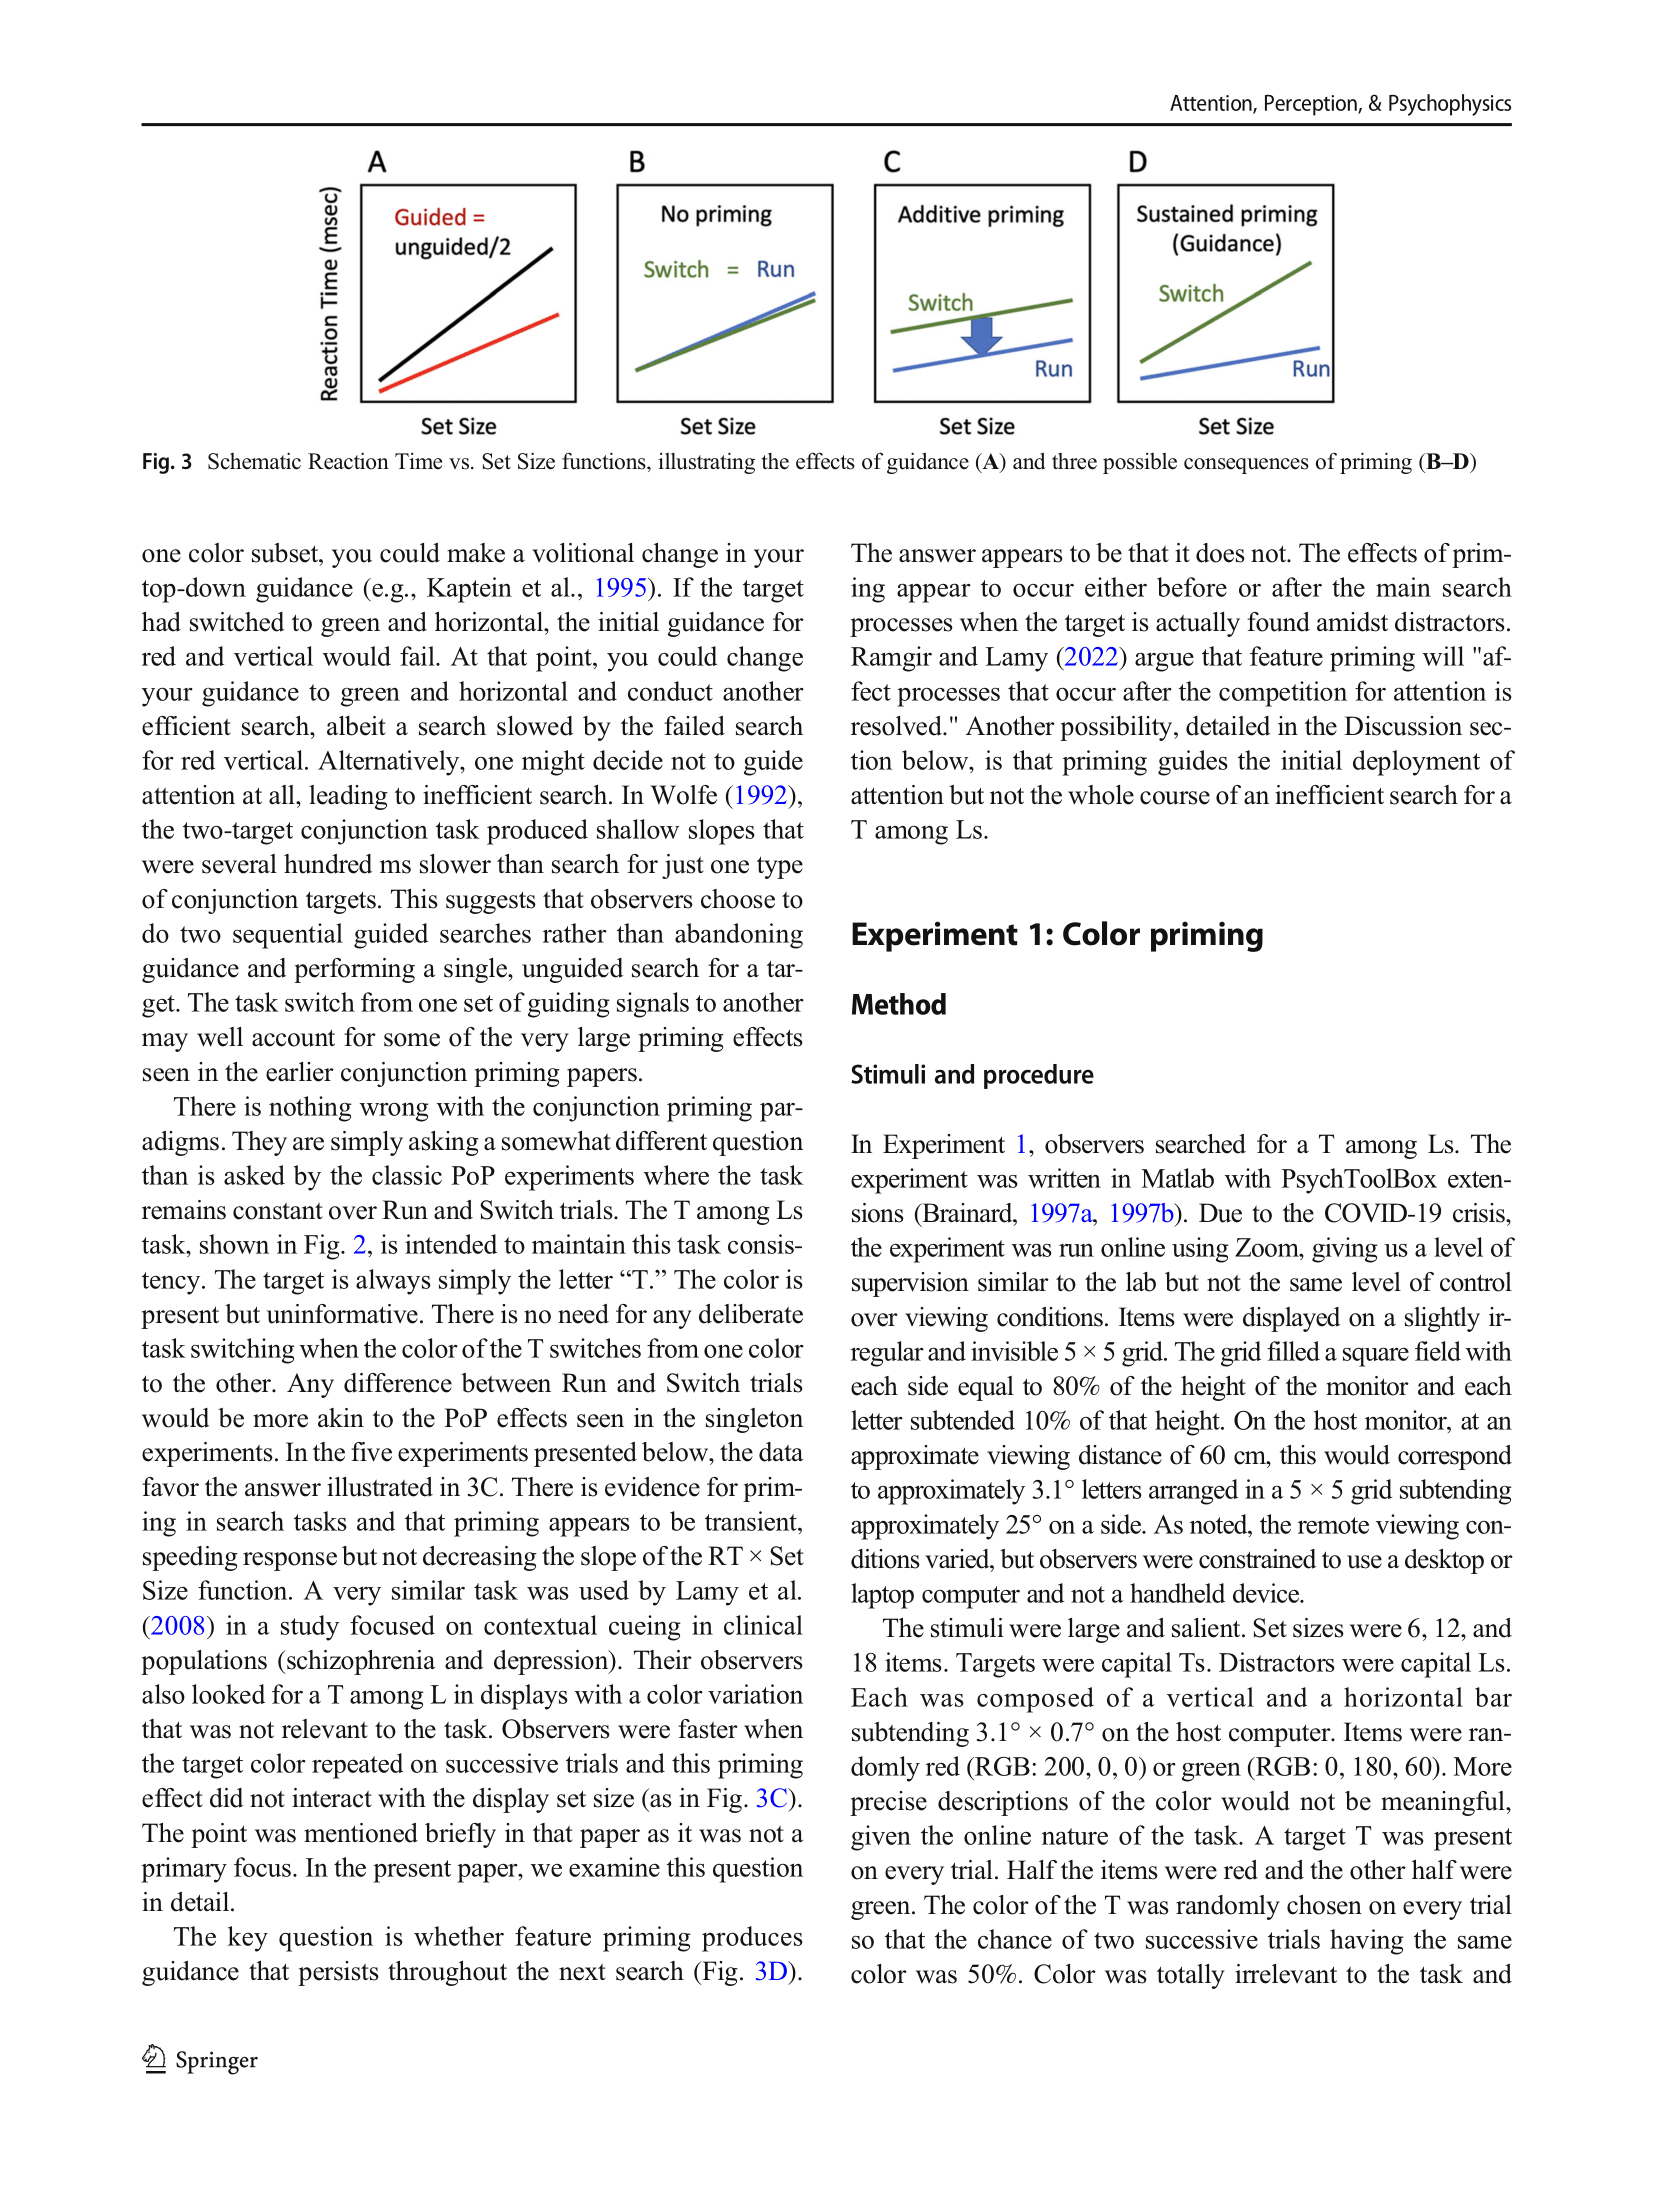 Attention, Perception, & Psychophysics
A
B
C
D
Reaction Time (msec)
Guided =
unguided/2
No priming
Switch = Run
Additive priming
Switch
Run
Sustained priming
(Guidance)
Switch
Run
Set Size
Set Size
Set Size
Set Size
Fig. 3 Schematic Reaction Time vs. Set Size functions, illustrating the effects of guidance (A) and three possible consequences of priming (B–D)
one color subset, you could make a volitional change in your
top-down guidance (e.g., Kaptein et al., 1995). If the target
had switched to green and horizontal, the initial guidance for
red and vertical would fail. At that point, you could change
your guidance to green and horizontal and conduct another
efficient search, albeit a search slowed by the failed search
for red vertical. Alternatively, one might decide not to guide
attention at all, leading to inefficient search. In Wolfe (1992),
the two-target conjunction task produced shallow slopes that
were several hundred ms slower than search for just one type
of conjunction targets. This suggests that observers choose to
do two sequential guided searches rather than abandoning
guidance and performing a single, unguided search for a tar-
get. The task switch from one set of guiding signals to another
may well account for some of the very large priming effects
seen in the earlier conjunction priming papers.
There is nothing wrong with the conjunction priming par-
adigms. They are simply asking a somewhat different question
than is asked by the classic PoP experiments where the task
remains constant over Run and Switch trials. The T among Ls
task, shown in Fig. 2, is intended to maintain this task consis-
tency. The target is always simply the letter “T.” The color is
present but uninformative. There is no need for any deliberate
task switching when the color of the T switches from one color
to the other. Any difference between Run and Switch trials
would be more akin to the PoP effects seen in the singleton
experiments. In the five experiments presented below, the data
favor the answer illustrated in 3C. There is evidence for prim-
ing in search tasks and that priming appears to be transient,
speeding response but not decreasing the slope of the RT × Set
Size function. A very similar task was used by Lamy et al.
(2008) in a study focused on contextual cueing in clinical
populations (schizophrenia and depression). Their observers
also looked for a T among L in displays with a color variation
that was not relevant to the task. Observers were faster when
the target color repeated on successive trials and this priming
effect did not interact with the display set size (as in Fig. 3C).
The point was mentioned briefly in that paper as it was not a
primary focus. In the present paper, we examine this question
in detail.
The key question is whether feature priming produces
guidance that persists throughout the next search (Fig. 3D).
The answer appears to be that it does not. The effects of prim-
ing appear to occur either before or after the main search
processes when the target is actually found amidst distractors.
Ramgir and Lamy (2022) argue that feature priming will "af-
fect processes that occur after the competition for attention is
resolved." Another possibility, detailed in the Discussion sec-
tion below, is that priming guides the initial deployment of
attention but not the whole course of an inefficient search for a
T among Ls.
Experiment 1: Color priming
Method
Stimuli and procedure
In Experiment 1, observers searched for a T among Ls. The
experiment was written in Matlab with PsychToolBox exten-
sions (Brainard, 1997a, 1997b). Due to the COVID-19 crisis,
the experiment was run online using Zoom, giving us a level of
supervision similar to the lab but not the same level of control
over viewing conditions. Items were displayed on a slightly ir-
regular and invisible 5 × 5 grid. The grid filled a square field with
each side equal to 80% of the height of the monitor and each
letter subtended 10% of that height. On the host monitor, at an
approximate viewing distance of 60 cm, this would correspond
to approximately 3.1° letters arranged in a 5 × 5 grid subtending
approximately 25° on a side. As noted, the remote viewing con-
ditions varied, but observers were constrained to use a desktop or
laptop computer and not a handheld device.
The stimuli were large and salient. Set sizes were 6, 12, and
18 items. Targets were capital Ts. Distractors were capital Ls.
Each was composed of a vertical and a horizontal bar
subtending 3.1° × 0.7° on the host computer. Items were ran-
domly red (RGB: 200, 0, 0) or green (RGB: 0, 180, 60). More
precise descriptions of the color would not be meaningful,
given the online nature of the task. A target T was present
on every trial. Half the items were red and the other half were
green. The color of the T was randomly chosen on every trial
so that the chance of two successive trials having the same
color was 50%. Color was totally irrelevant to the task and
Springer